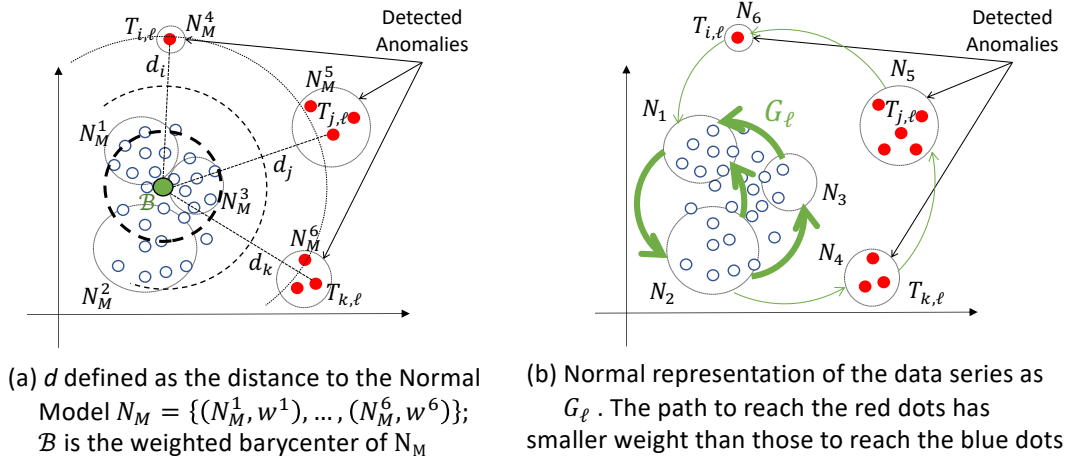 T_{i,ℓ} N_M^4
Detected
Anomalies
d_i
N_M^5
T_{j,ℓ}
N_M^1
d_j
ℬ
N_M^3
N_M^6
d_k
N_M^2
T_{k,ℓ}
(a) d defined as the distance to the Normal
Model N_M = {(N_M^1, w^1), … , (N_M^6, w^6)};
ℬ is the weighted barycenter of N_M
N_6
T_{i,ℓ}
Detected
Anomalies
N_5
N_1
G_ℓ
T_{j,ℓ}
N_3
N_4
N_2
T_{k,ℓ}
(b) Normal representation of the data series as
G_ℓ . The path to reach the red dots has
smaller weight than those to reach the blue dots